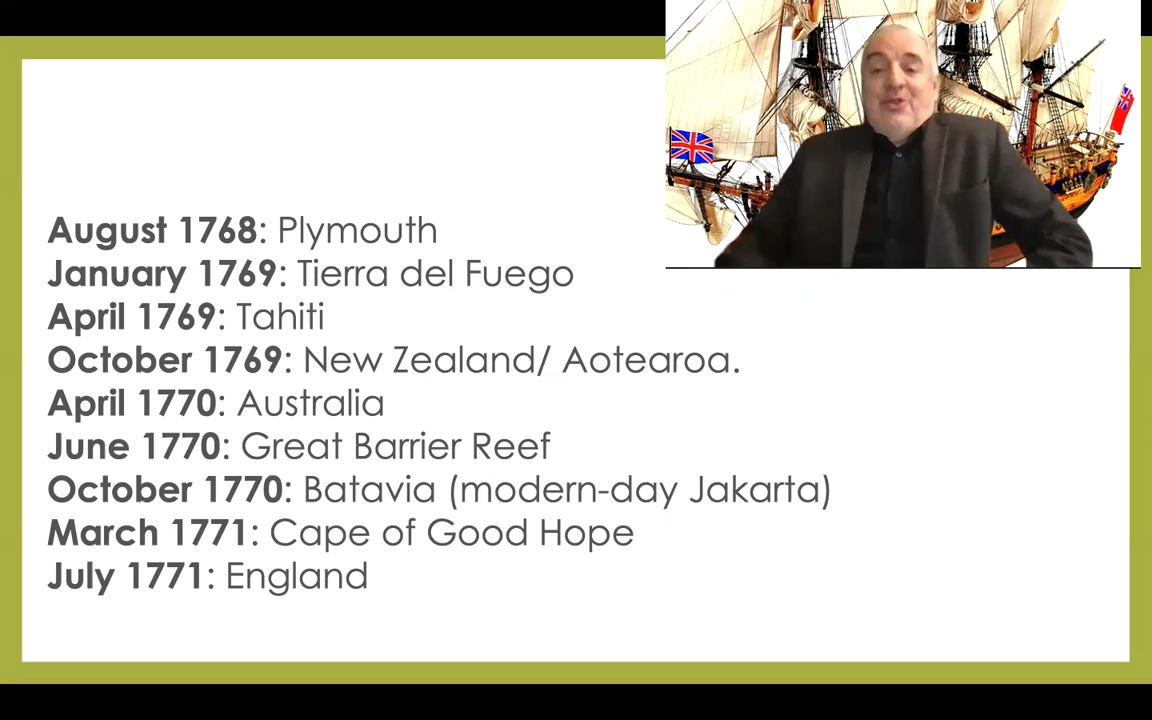 August 1768: Plymouth
January 1769: Tierra del Fuego
April 1769: Tahiti
October 1769: New Zealand/ Aotearoa.
April 1770: Australia
June 1770: Great Barrier Reef
October 1770: Batavia (modern-day Jakarta)
March 1771: Cape of Good Hope
July 1771: England